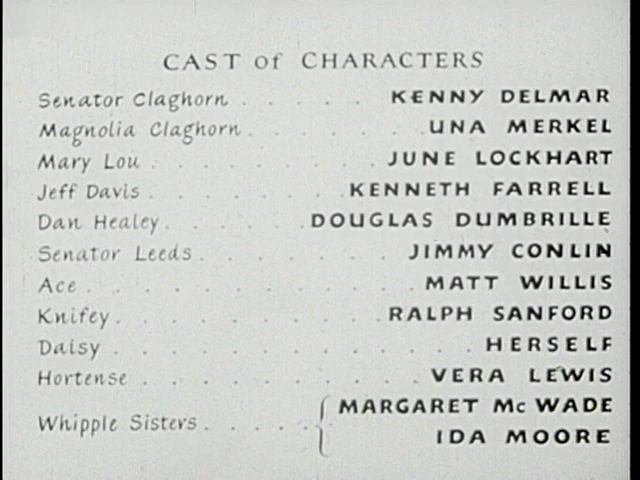 CAST of CHARACTERS
Senator Claghorn . . . . . KENNY DELMAR
Magnolia Claghorn . . . . . . UNA MERKEL
Mary Lou . . . . . . . . . JUNE LOCKHART
Jeff Davis . . . . . . . . KENNETH FARRELL
Dan Healey . . . . . DOUGLAS DUMBRILLE
Senator Leeds . . . . . . . JIMMY CONLIN
Ace . . . . . . . . . . . . MATT WILLIS
Knifey . . . . . . . . . . RALPH SANFORD
Daisy . . . . . . . . . . . . . HERSELF
Hortense . . . . . . . . . . VERA LEWIS
Whipple Sisters . . . . . { MARGARET McWADE
IDA MOORE